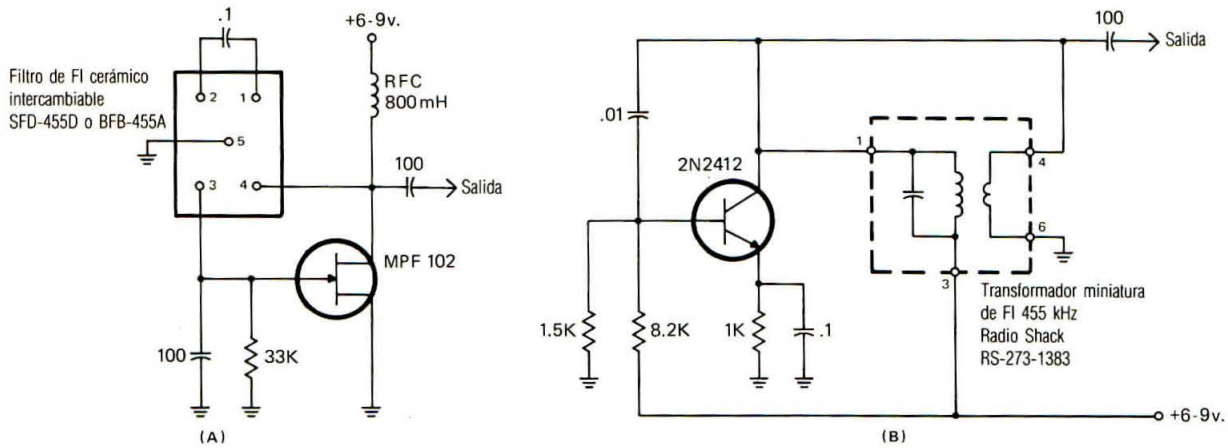 .1
+6-9v.
Filtro de FI cerámico
intercambiable
SFD-455D o BFB-455A
2
1
5
3
4
RFC
800mH
100
Salida
MPF 102
100
33K
(A)
100
Salida
.01
2N2412
1
4
6
3
1.5K
8.2K
1K
.1
Transformador miniatura
de FI 455 kHz
Radio Shack
RS-273-1383
+6-9v.
(B)